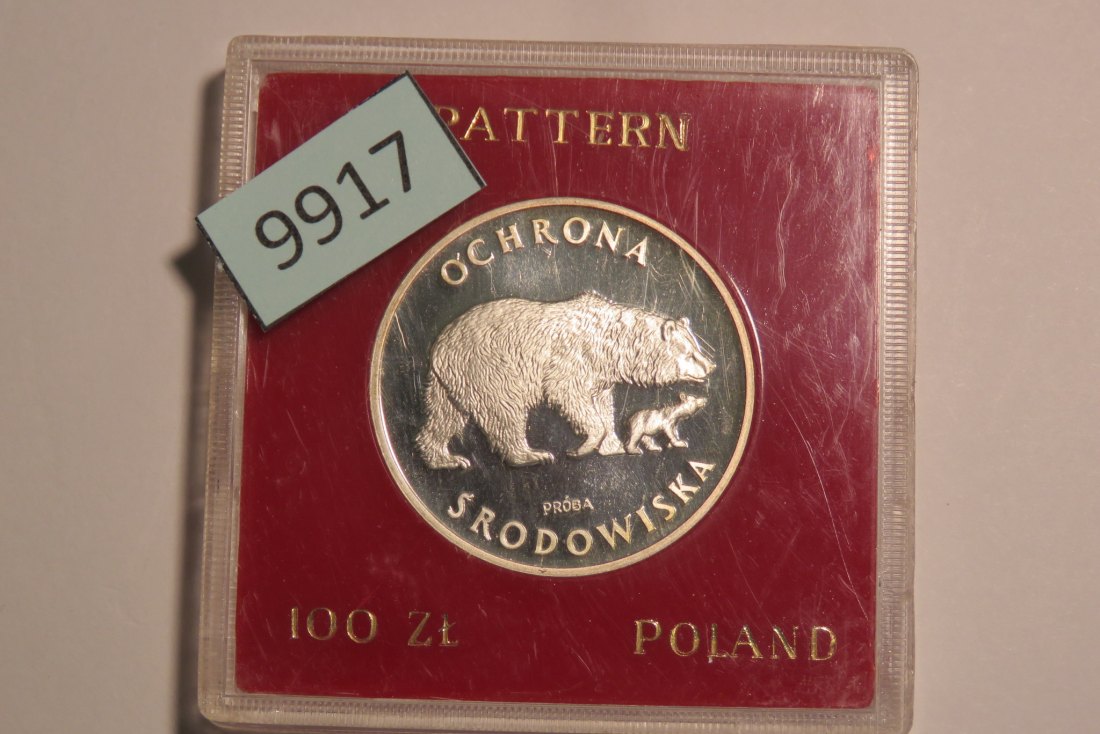 PATTERN
9917
OCHRONA
PRÓBA
ŚRODOWISKA
100 ZŁ
POLAND